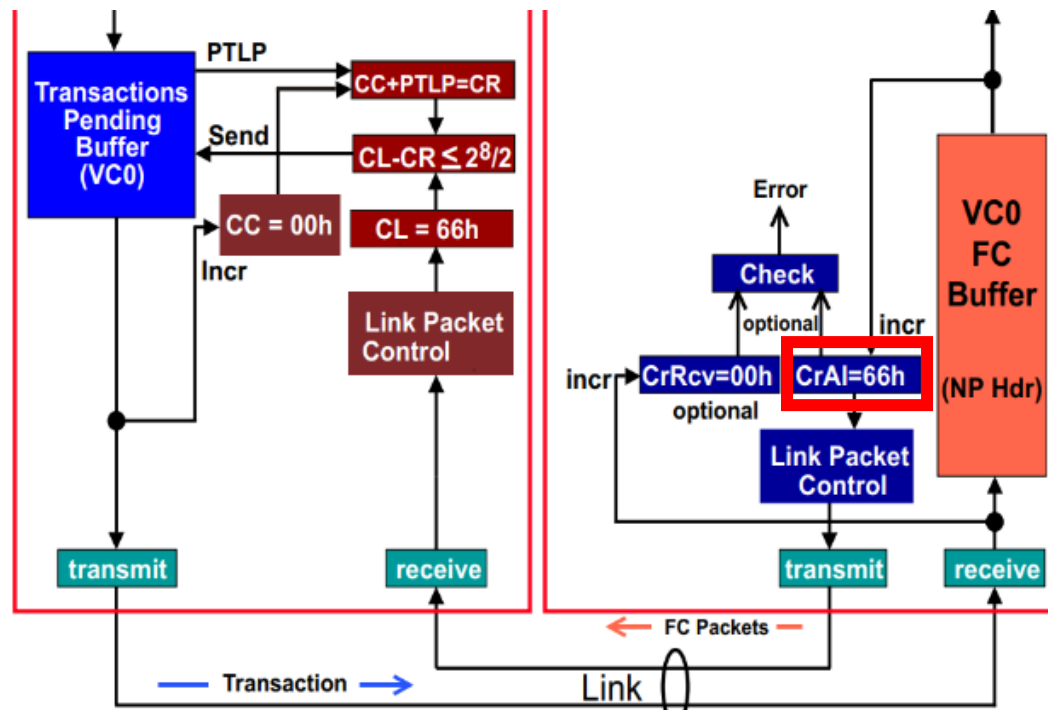 PTLP
Transactions
Pending
Buffer
(VC0)
CC+PTLP=CR
Send
CL-CR ≤ 2⁸/2
CC = 00h
CL = 66h
Incr
Link Packet
Control
transmit
receive
Error
Check
optional
incr
incr
CrRcv=00h
CrAl=66h
optional
Link Packet
Control
VC0
FC
Buffer
(NP Hdr)
transmit
receive
FC Packets
Transaction
Link